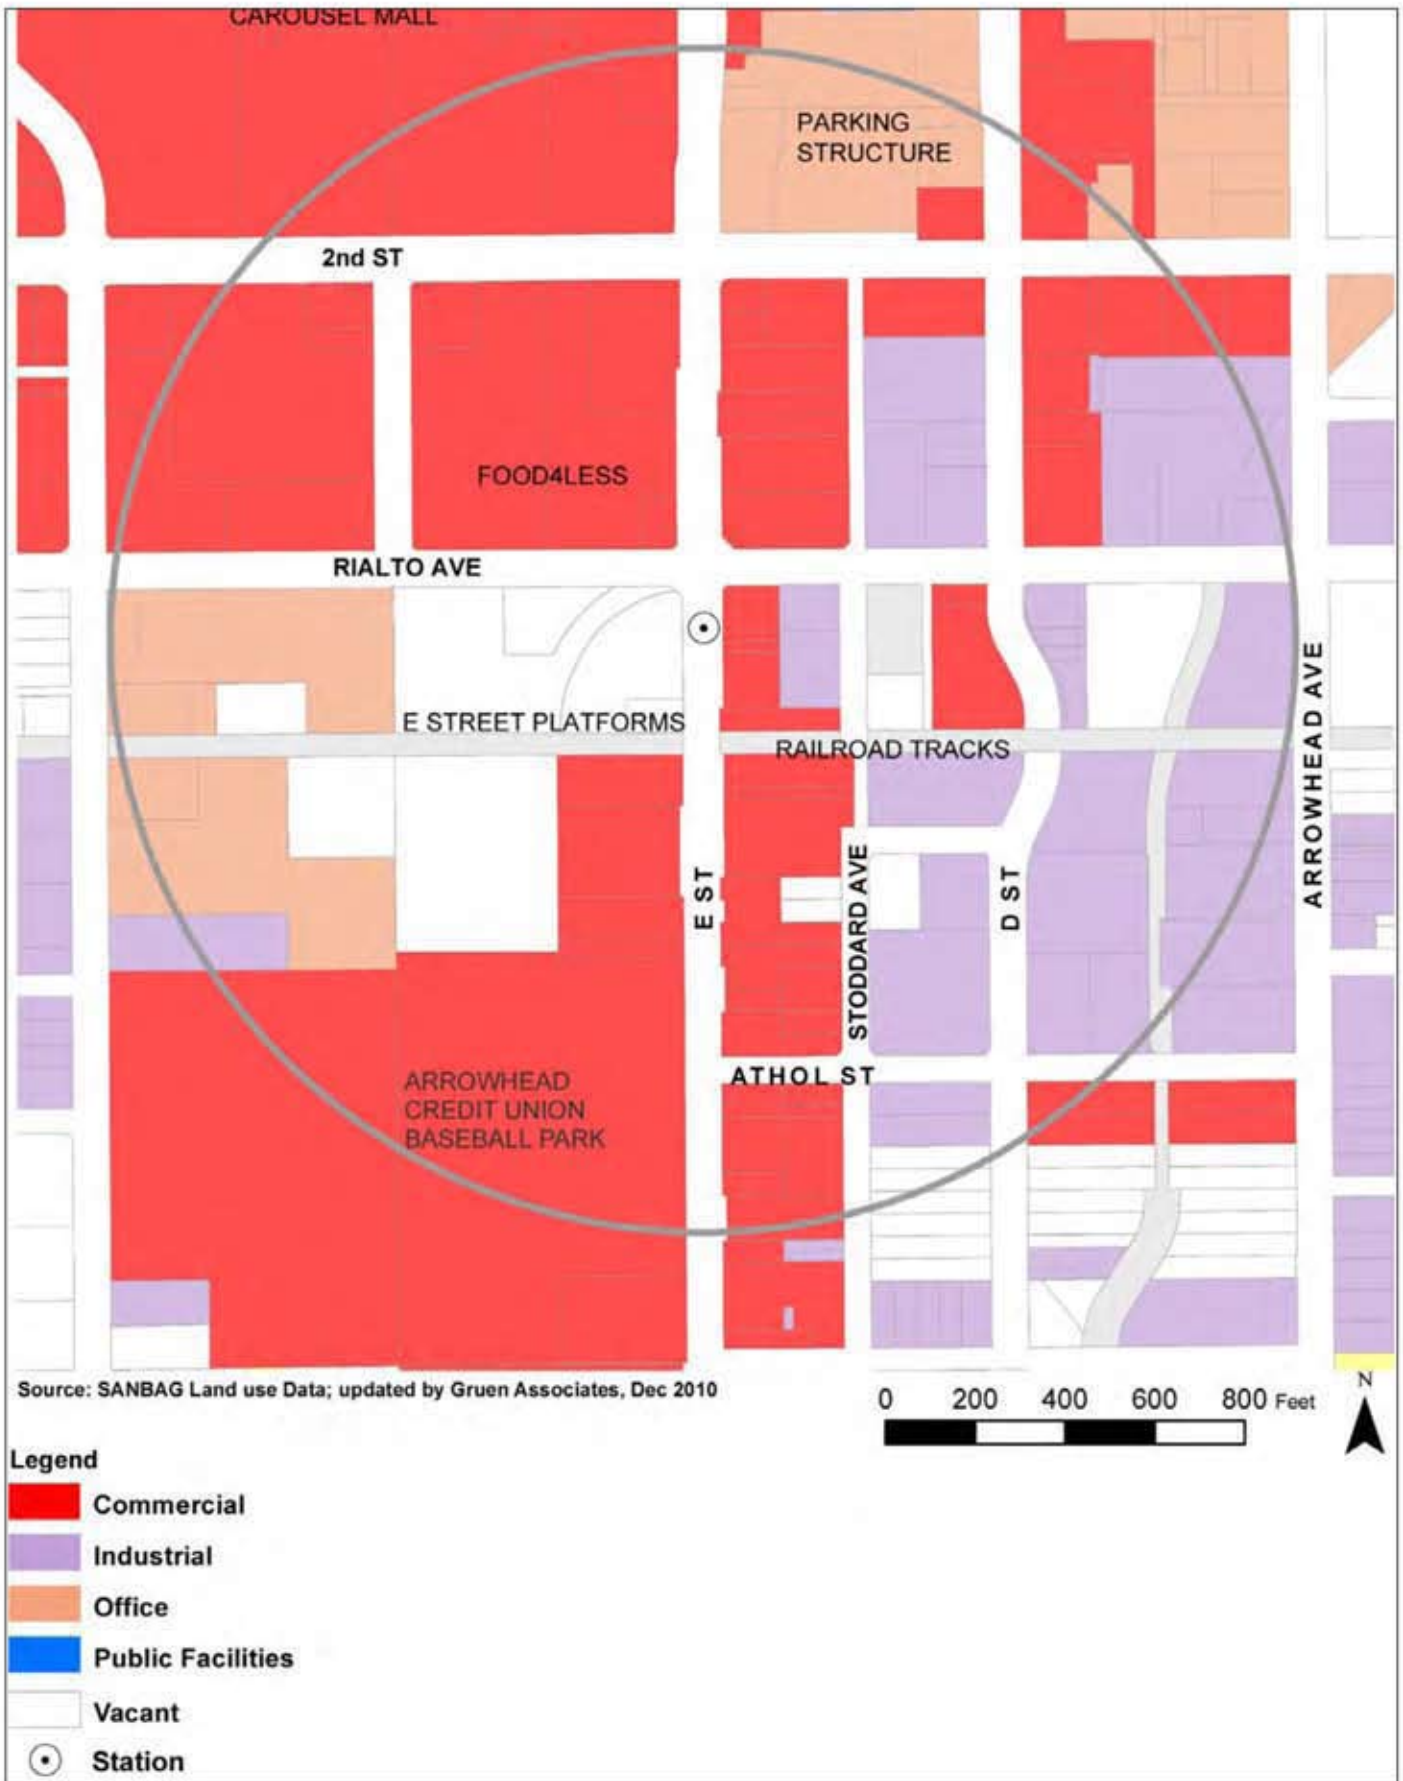 CAROUSEL MALL
PARKING
STRUCTURE
2nd ST
FOOD4LESS
RIALTO AVE
E STREET PLATFORMS
RAILROAD TRACKS
ARROWHEAD AVE
E ST
STODDARD AVE
D ST
ATHOL ST
ARROWHEAD
CREDIT UNION
BASEBALL PARK
Source: SANBAG Land use Data; updated by Gruen Associates, Dec 2010
0 200 400 600 800 Feet
N
Legend
Commercial
Industrial
Office
Public Facilities
Vacant
Station